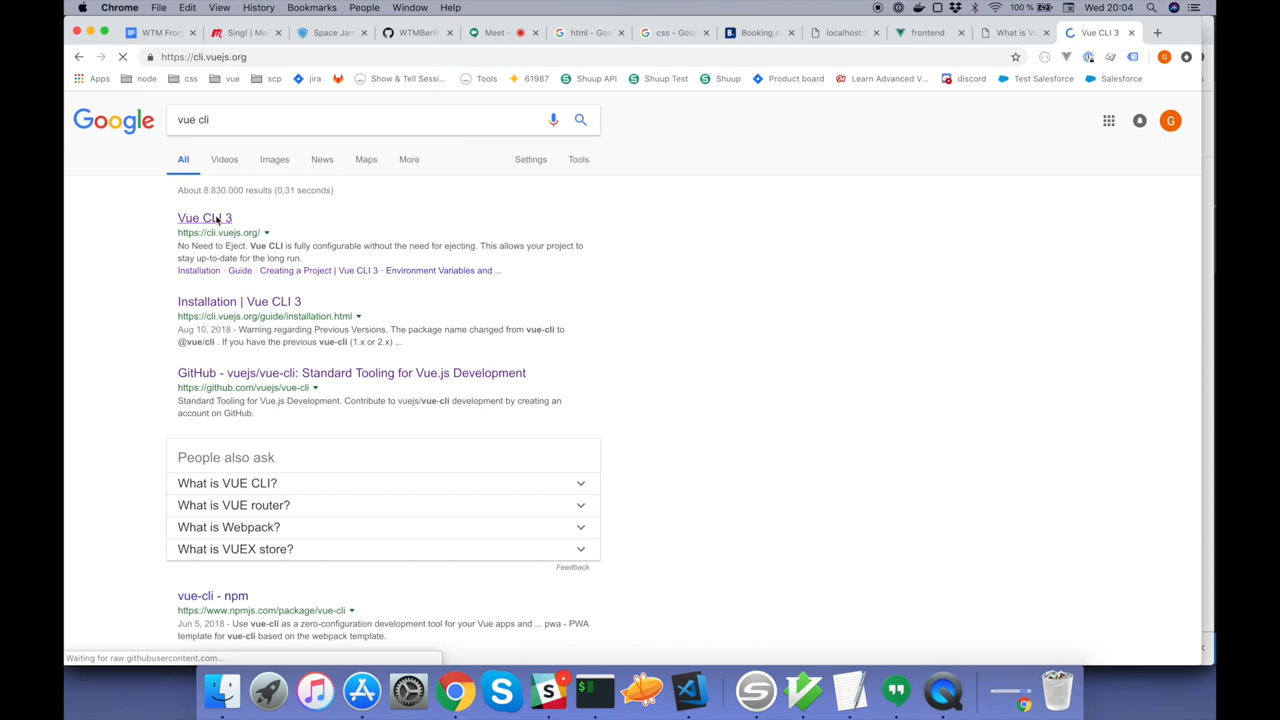 Chrome File Edit View History Bookmarks People Window Help 100 % Wed 20:04
WTM Fron Sing! | Mee Space Jam WTMBerlin Meet - html - Goo css - Goog Booking.co localhost: frontend What is Vu Vue CLI 3
https://cli.vuejs.org
Apps node css vue scp jira Show & Tell Sessi... Tools 61987 Shuup API Shuup Test Shuup Product board Learn Advanced V... discord Test Salesforce Salesforce
Google vue cli G
All Videos Images News Maps More Settings Tools
About 8.830.000 results (0,31 seconds)
Vue CLI 3
https://cli.vuejs.org/
No Need to Eject. Vue CLI is fully configurable without the need for ejecting. This allows your project to
stay up-to-date for the long run.
Installation · Guide · Creating a Project | Vue CLI 3 · Environment Variables and ...
Installation | Vue CLI 3
https://cli.vuejs.org/guide/installation.html
Aug 10, 2018 - Warning regarding Previous Versions. The package name changed from vue-cli to
@vue/cli . If you have the previous vue-cli (1.x or 2.x) ...
GitHub - vuejs/vue-cli: Standard Tooling for Vue.js Development
https://github.com/vuejs/vue-cli
Standard Tooling for Vue.js Development. Contribute to vuejs/vue-cli development by creating an
account on GitHub.
People also ask
What is VUE CLI?
What is VUE router?
What is Webpack?
What is VUEX store?
Feedback
vue-cli - npm
https://www.npmjs.com/package/vue-cli
Jun 5, 2018 - Use vue-cli as a zero-configuration development tool for your Vue apps and ... pwa - PWA
template for vue-cli based on the webpack template.
Waiting for raw.githubusercontent.com...